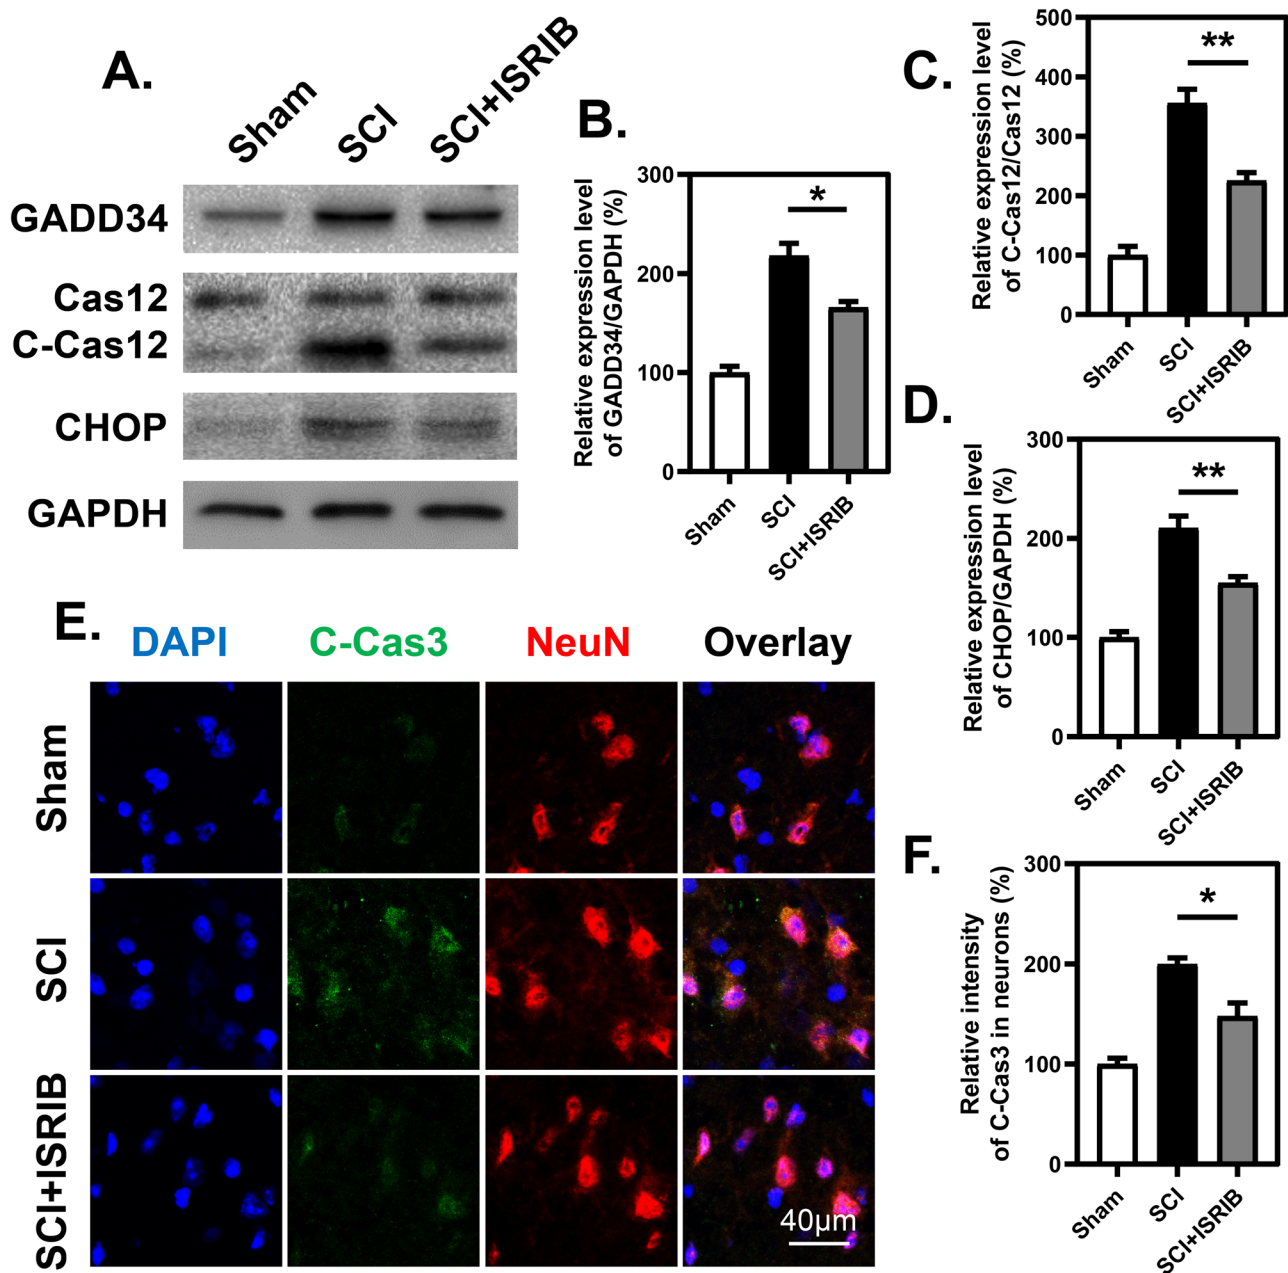 A.
Sham
SCI
SCI+ISRIB
GADD34
Cas12
C-Cas12
CHOP
GAPDH
B.
Relative expression level
of GADD34/GAPDH (%)
300
200
100
0
*
Sham
SCI
SCI+ISRIB
C.
Relative expression level
of C-Cas12/Cas12 (%)
500
400
300
200
100
0
**
Sham
SCI
SCI+ISRIB
D.
Relative expression level
of CHOP/GAPDH (%)
300
200
100
0
**
Sham
SCI
SCI+ISRIB
E.
DAPI
C-Cas3
NeuN
Overlay
Sham
SCI
SCI+ISRIB
40μm
F.
Relative intensity
of C-Cas3 in neurons (%)
300
200
100
0
*
Sham
SCI
SCI+ISRIB